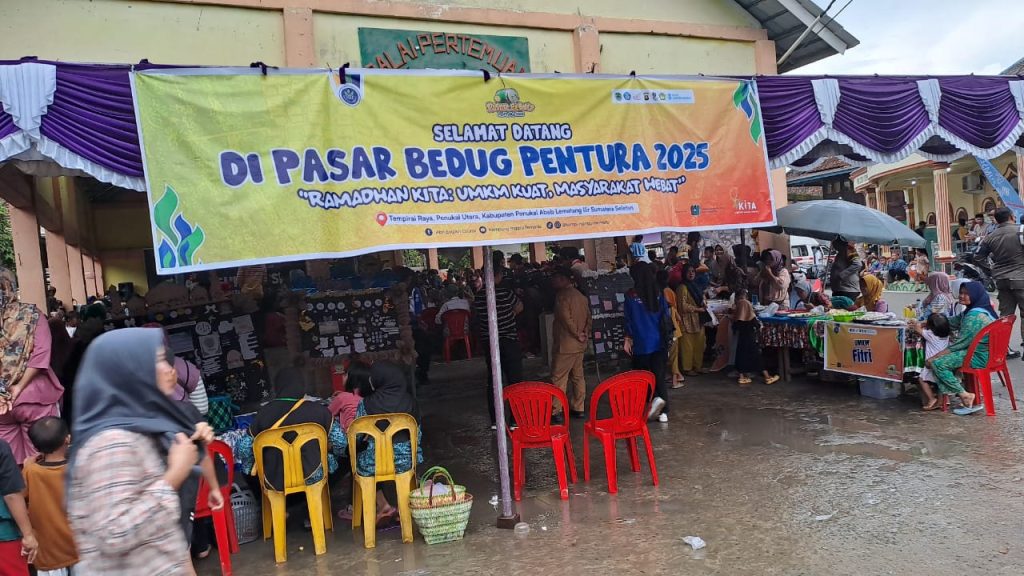 BALAI PERTEMUAN
SELAMAT DATANG
DI PASAR BEDUG PENTURA 2025
"RAMADHAN KITA: UMKM KUAT, MASYARAKAT HEBAT"
Tempirai Raya, Penukal Utara, Kabupaten Penukal Abab Lematang Ilir Sumatera Selatan
KITA
UMKM
Fitri